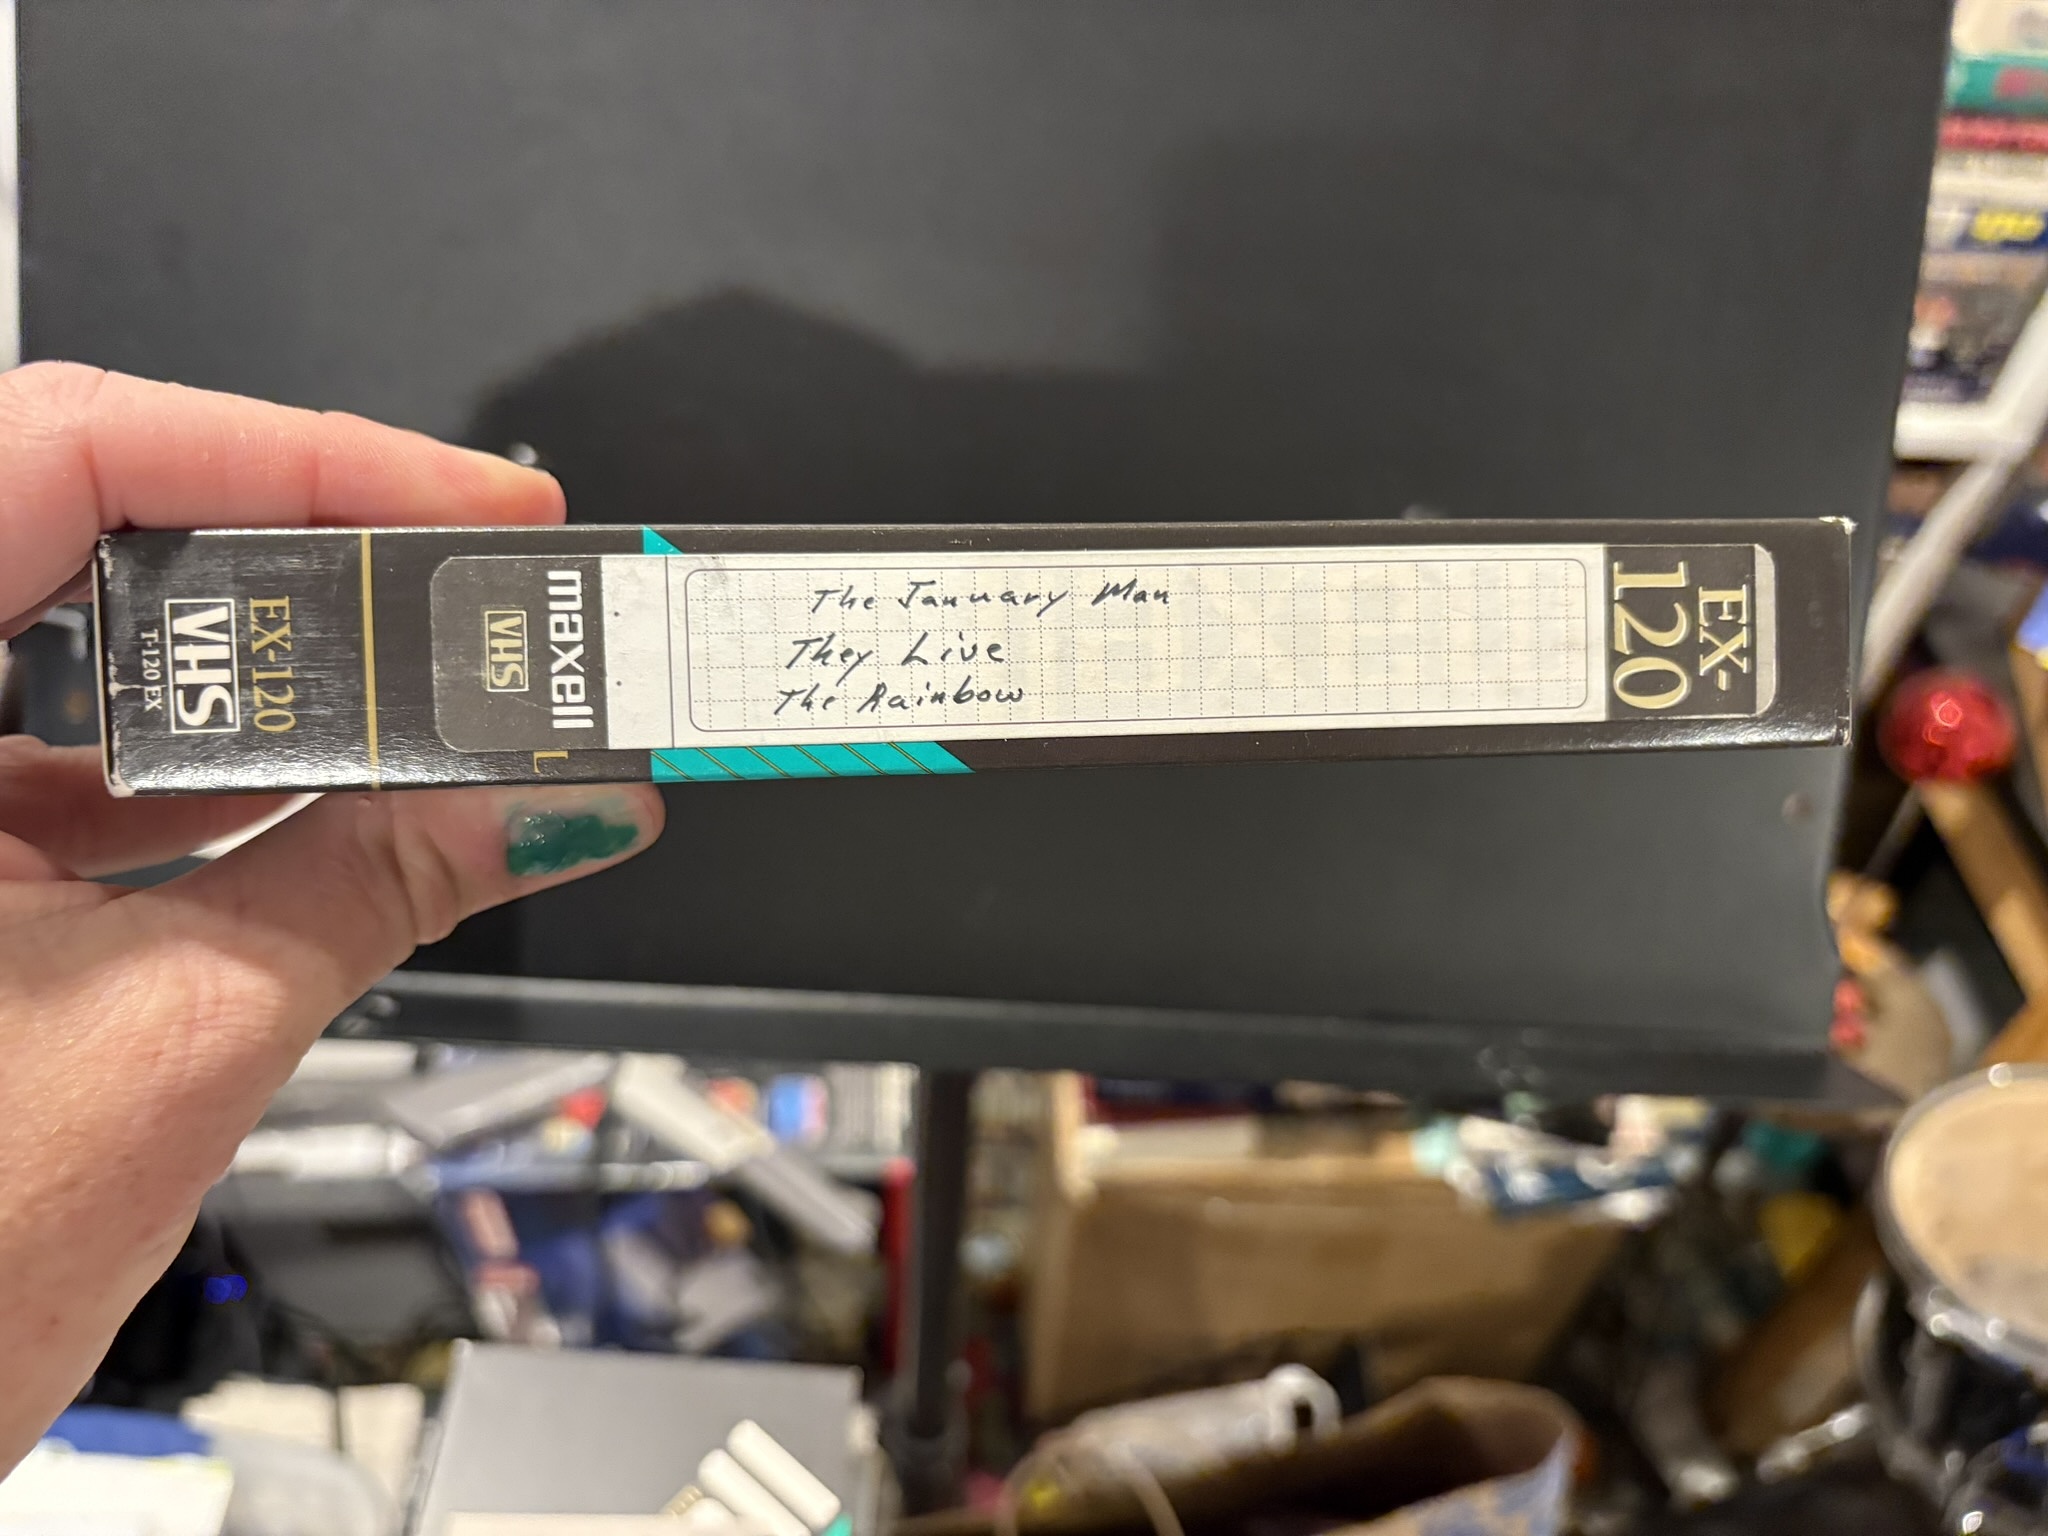 The January Man
They Live
The Rainbow
maxell
VHS
EX-
120
EX-120
VHS
T-120 EX
L